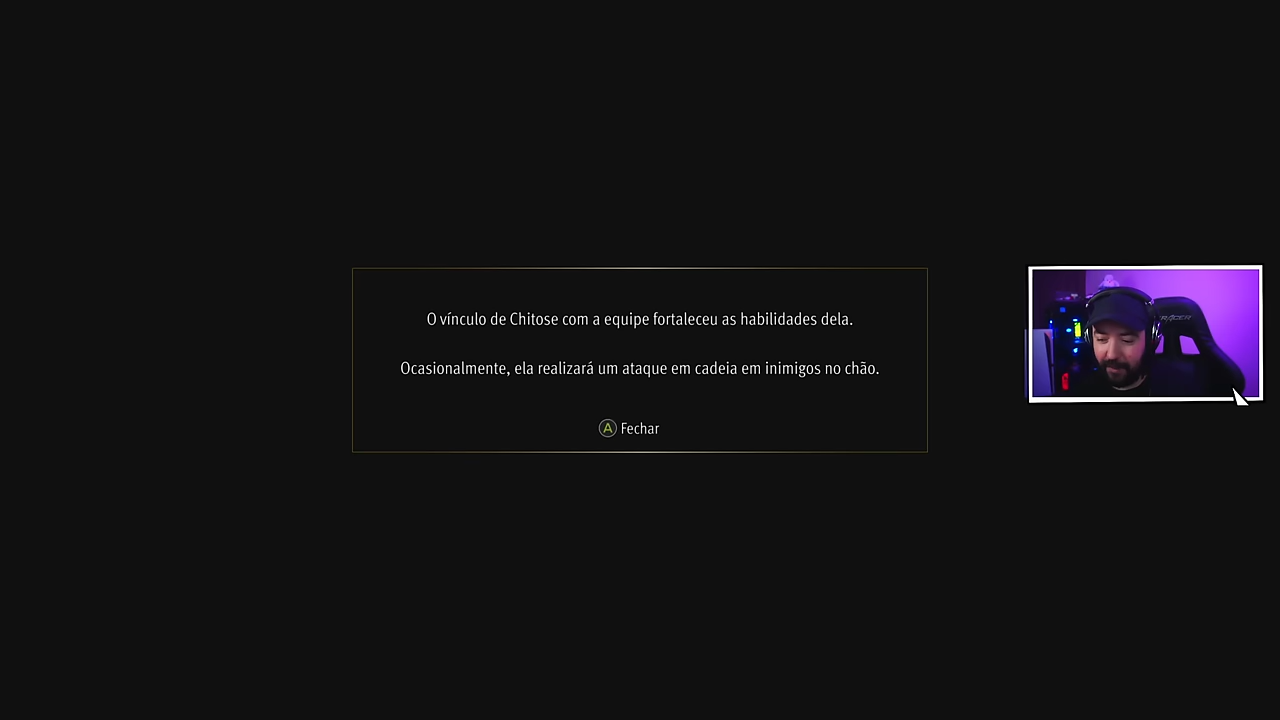 O vínculo de Chitose com a equipe fortaleceu as habilidades dela.
Ocasionalmente, ela realizará um ataque em cadeia em inimigos no chão.
A Fechar
RACER